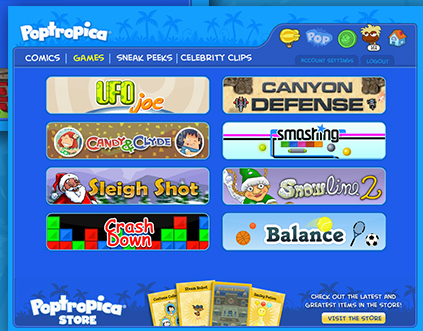 Poptropica
Pop
COMICS | GAMES | SNEAK PEEKS | CELEBRITY CLIPS
ACCOUNT SETTINGS LOGOUT
UFO Joe
CANYON DEFENSE
CANDY & CLYDE
smashing
Sleigh Shot
Snowline 2
Crash Down
Balance
Poptropica
STORE
CHECK OUT THE LATEST AND
GREATEST ITEMS IN THE STORE!
VISIT THE STORE